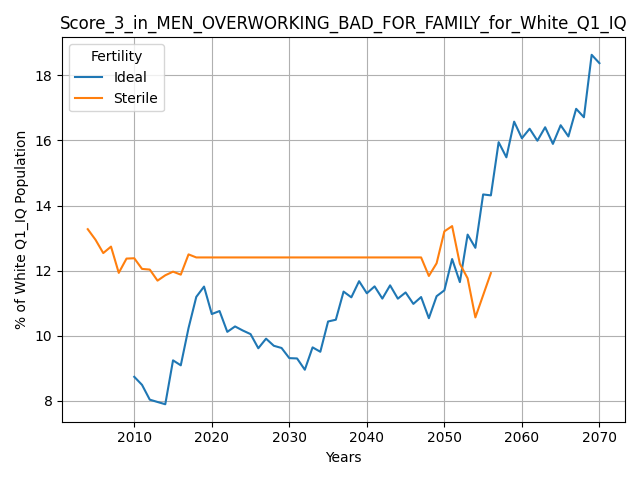 Score_3_in_MEN_OVERWORKING_BAD_FOR_FAMILY_for_White_Q1_IQ
Fertility
Ideal
Sterile
% of White Q1_IQ Population
18
16
14
12
10
8
2010 2020 2030 2040 2050 2060 2070
Years